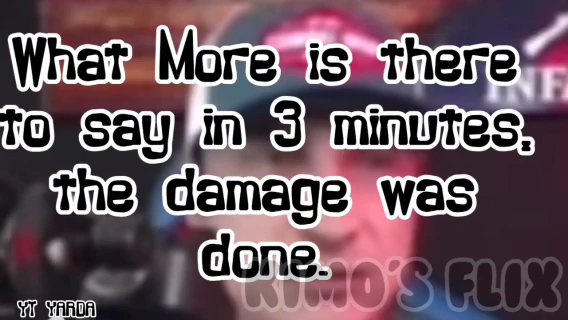 What More is there
to say in 3 minutes,
the damage was
done.
KIMO'S FLIX
YT YARDA